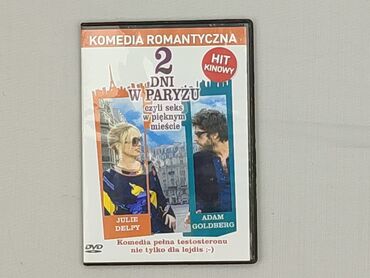 KOMEDIA ROMANTYCZNA
HIT
KINOWY
2
DNI
W PARYŻU
czyli seks
w pięknym
mieście
JULIE
DELPY
ADAM
GOLDBERG
Komedia pełna testosteronu
nie tylko dla lejdis ;-)
DVD